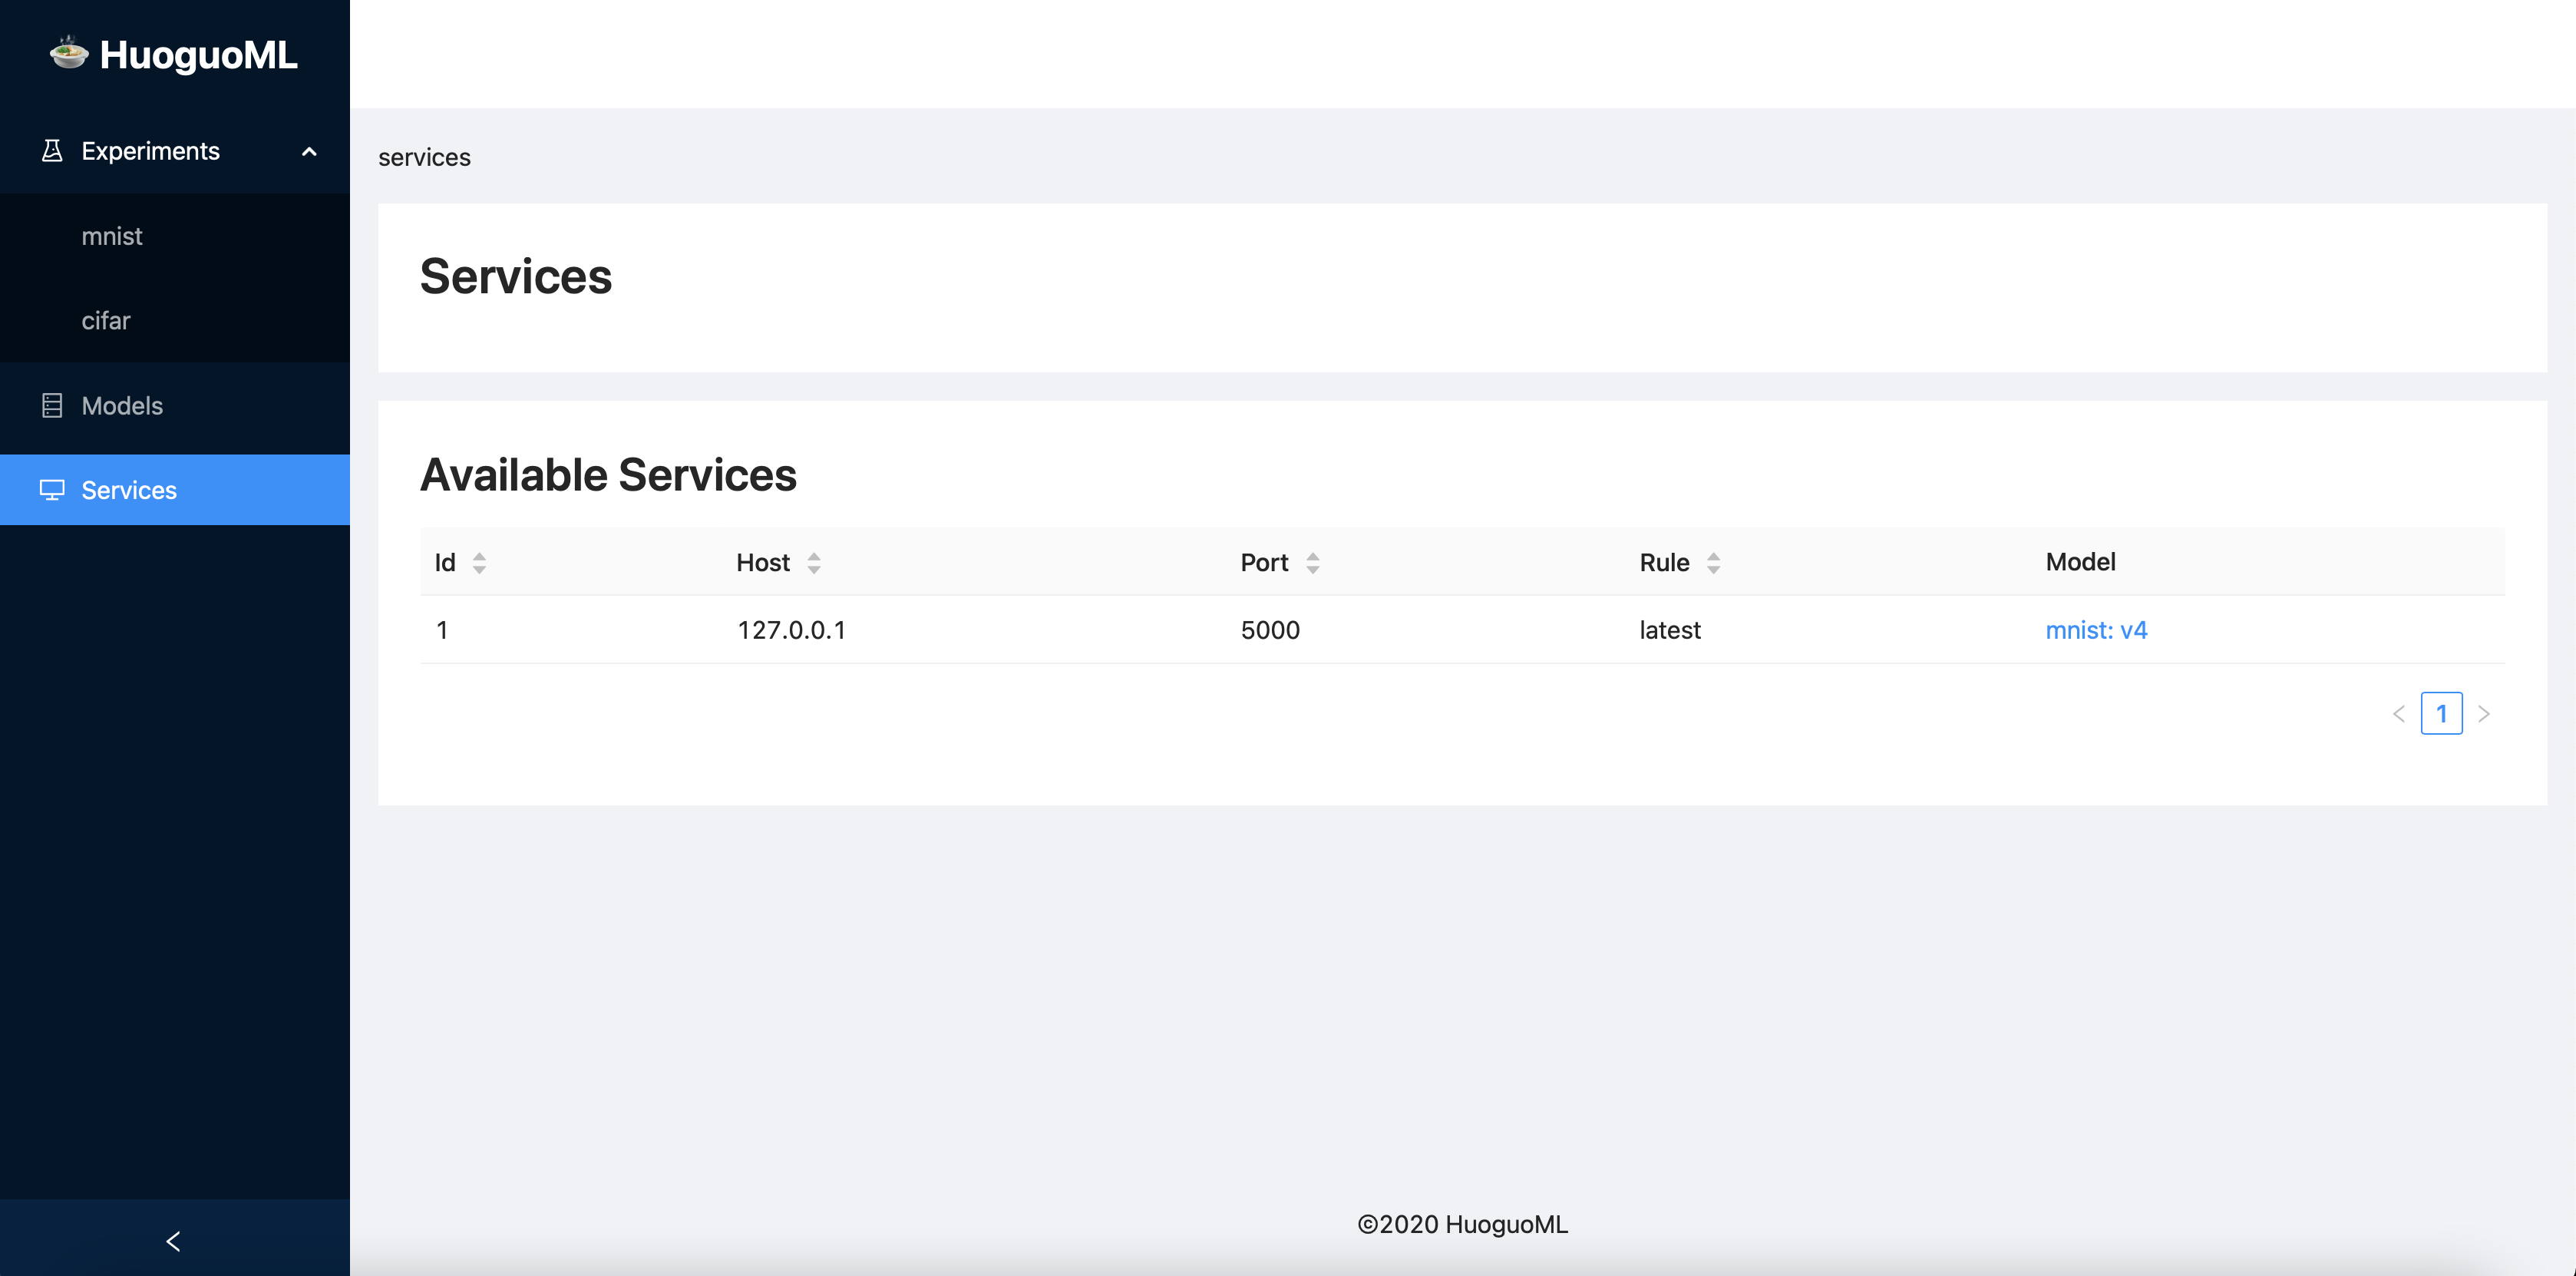 HuoguoML
Experiments
mnist
cifar
Models
Services
services
Services
Available Services
Id Host Port Rule Model
1 127.0.0.1 5000 latest mnist: v4
1
©2020 HuoguoML